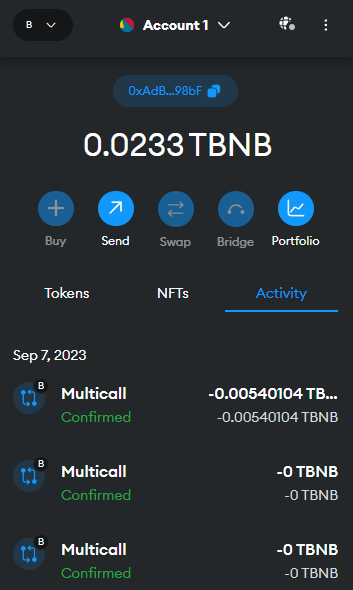 B Account 1
0xAdB...98bF
0.0233 TBNB
Buy Send Swap Bridge Portfolio
Tokens NFTs Activity
Sep 7, 2023
B
Multicall -0.00540104 TB...
Confirmed -0.00540104 TBNB
B
Multicall -0 TBNB
Confirmed -0 TBNB
B
Multicall -0 TBNB
Confirmed -0 TBNB